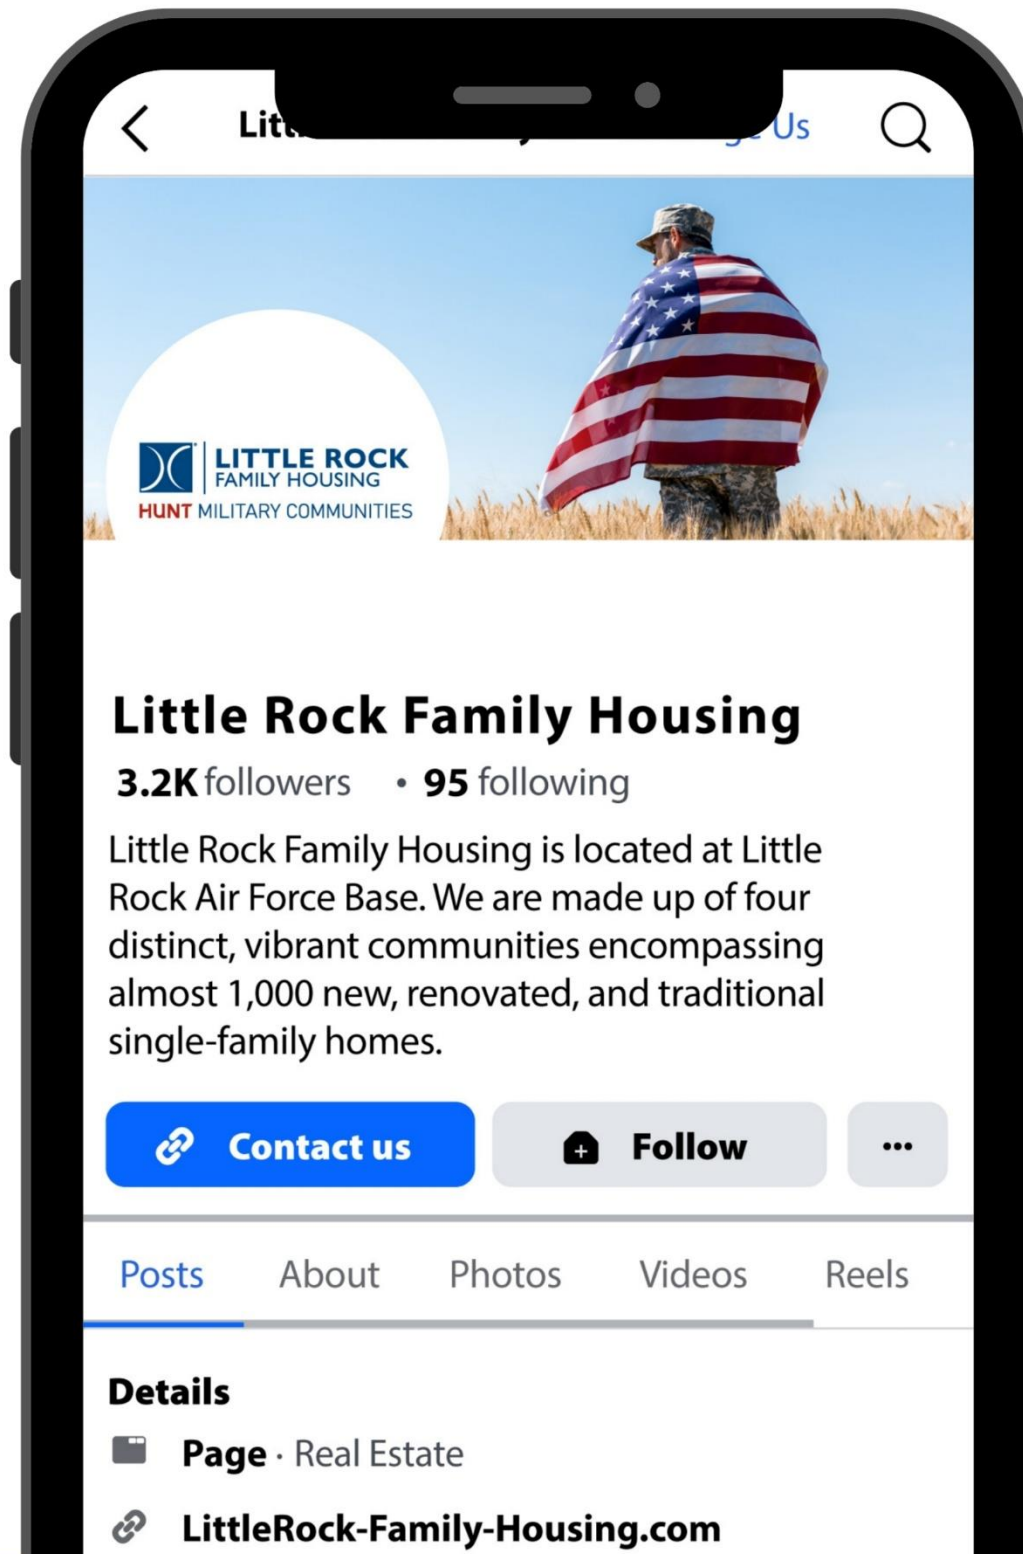 Us
LITTLE ROCK
FAMILY HOUSING
HUNT MILITARY COMMUNITIES
Little Rock Family Housing
3.2K followers • 95 following
Little Rock Family Housing is located at Little
Rock Air Force Base. We are made up of four
distinct, vibrant communities encompassing
almost 1,000 new, renovated, and traditional
single-family homes.
Contact us Follow ...
Posts About Photos Videos Reels
Details
Page · Real Estate
LittleRock-Family-Housing.com